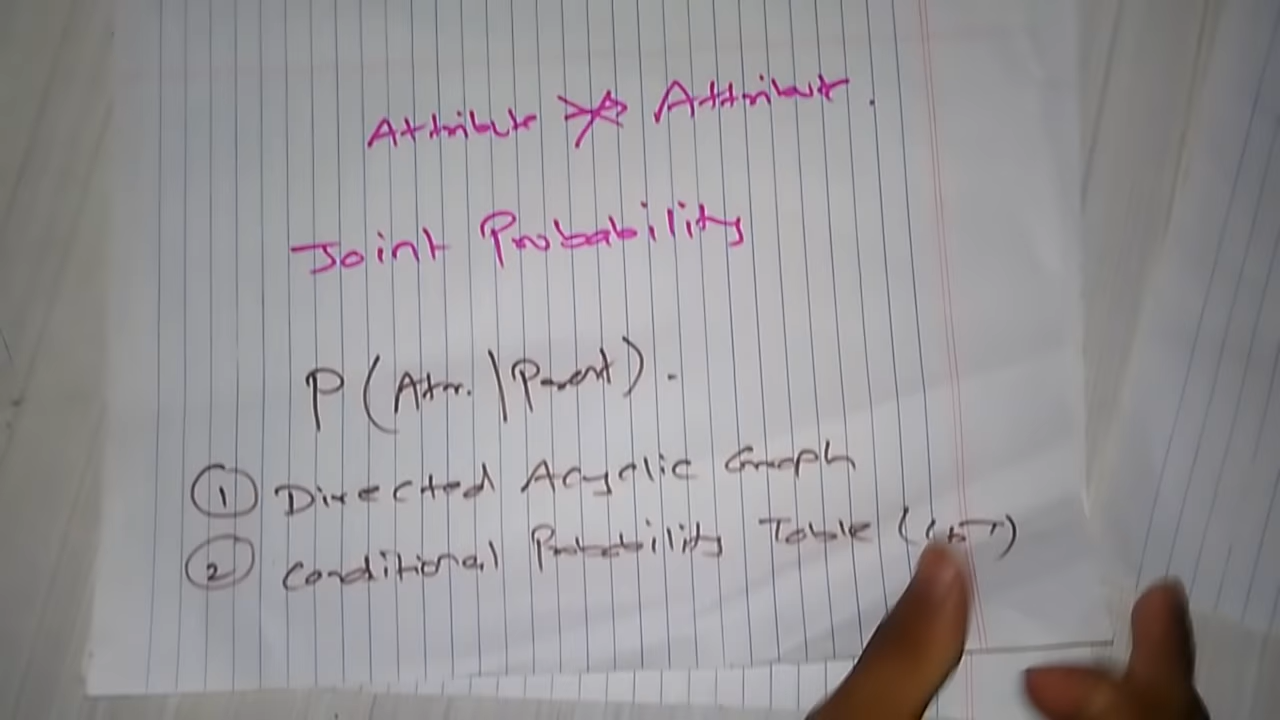 Attribute Attribute.
Joint Probability
P(Attr. | Parent).
1 Directed Acyclic Graph
2 Conditional Probability Table (CPT)